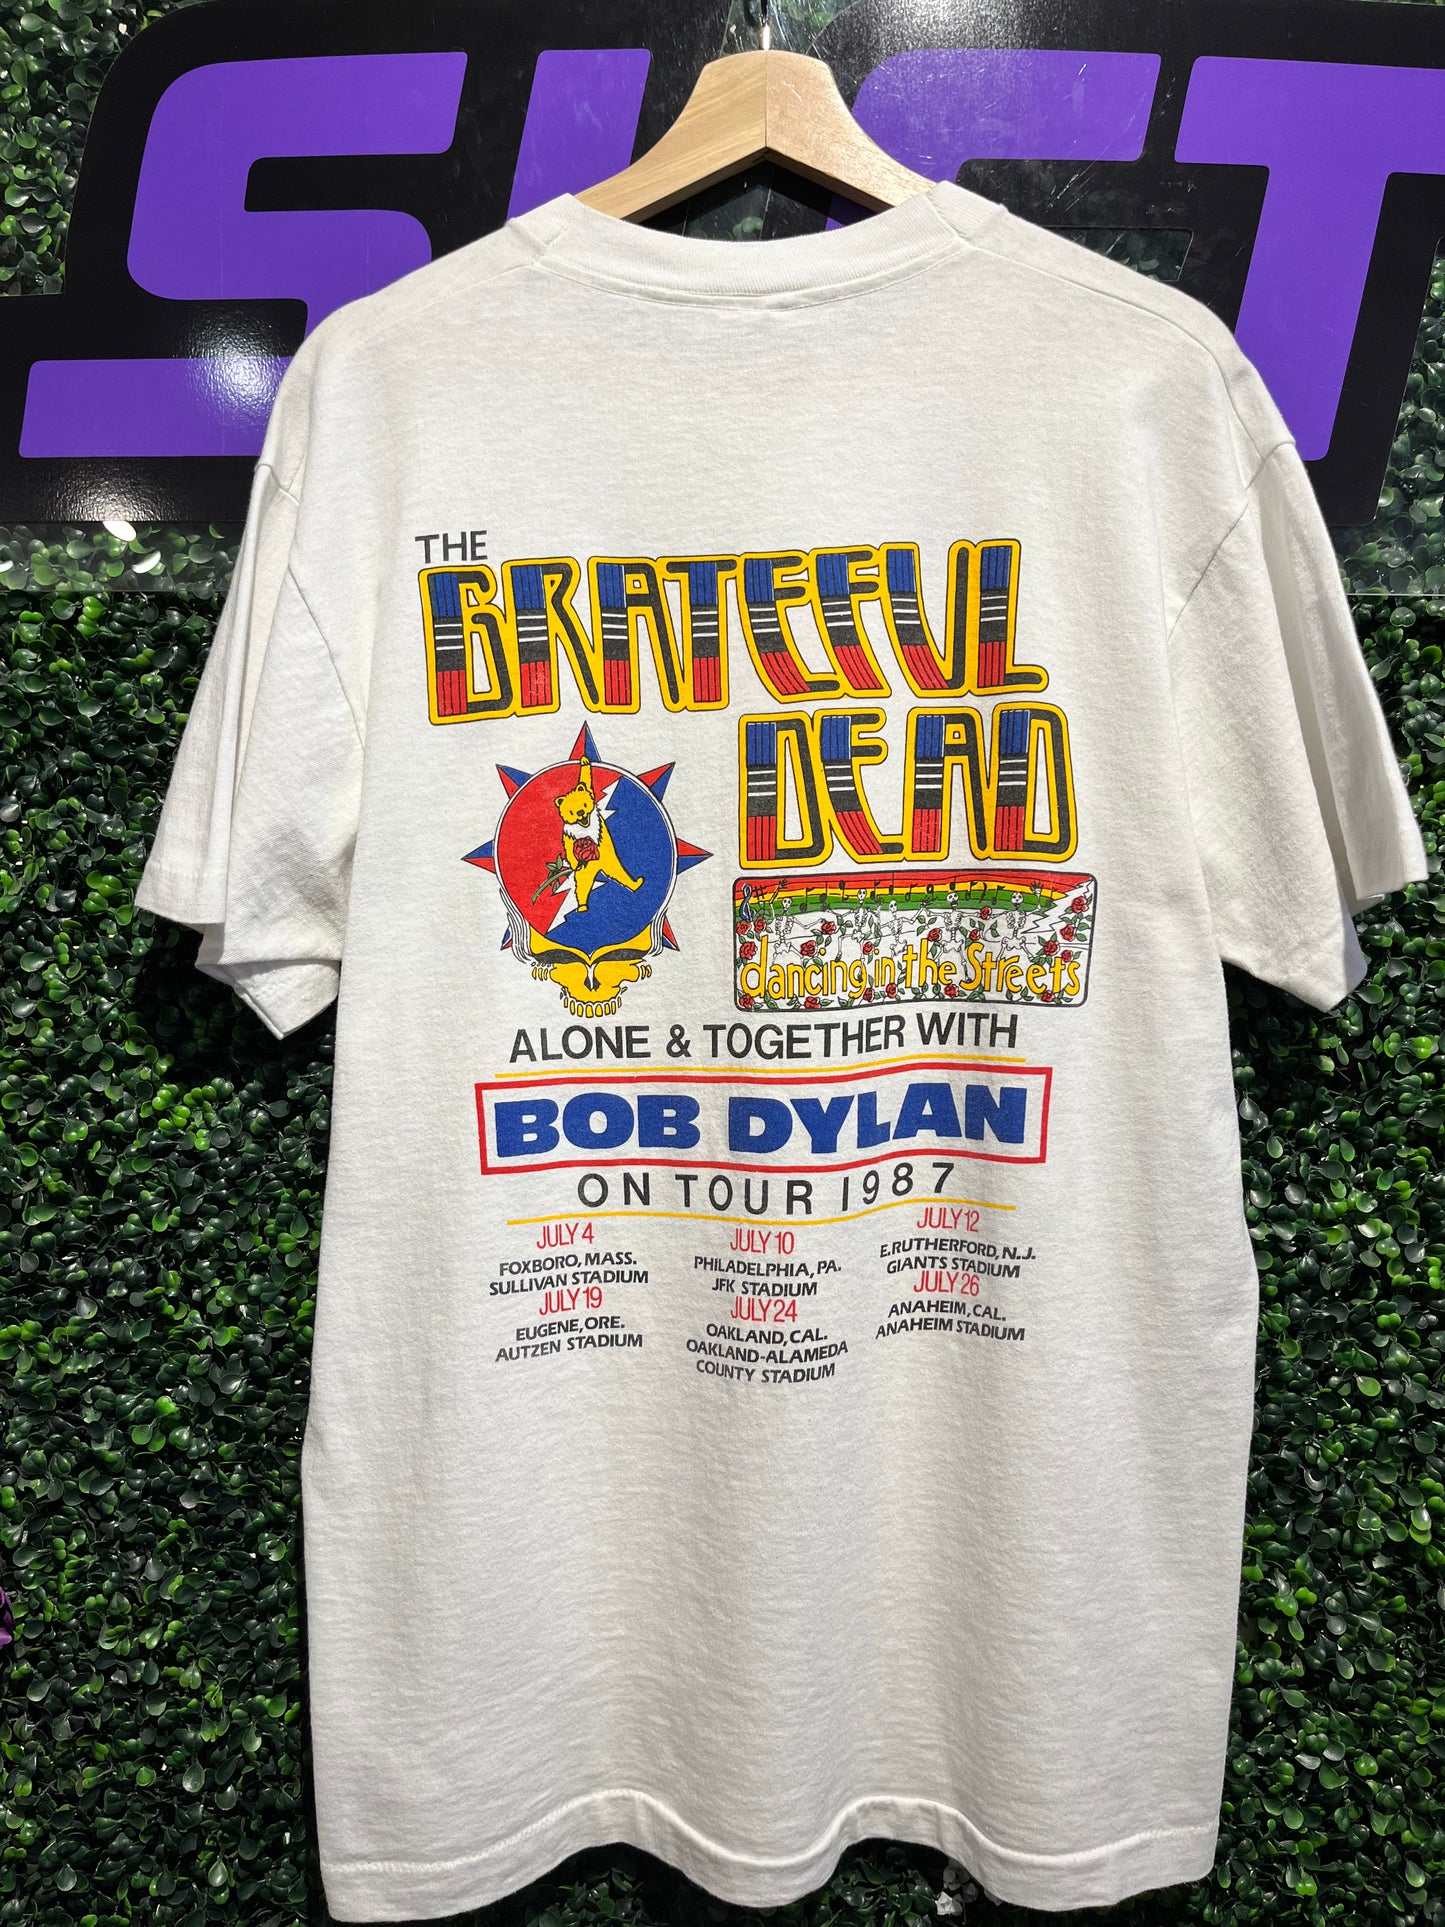 THE
GRATEFUL
DEAD
dancing in the Streets
ALONE & TOGETHER WITH
BOB DYLAN
ON TOUR 1987
JULY 4
FOXBORO, MASS.
SULLIVAN STADIUM
JULY 10
PHILADELPHIA, PA.
JFK STADIUM
JULY 12
E. RUTHERFORD, N.J.
GIANTS STADIUM
JULY 19
EUGENE, ORE.
AUTZEN STADIUM
JULY 24
OAKLAND, CAL.
OAKLAND-ALAMEDA
COUNTY STADIUM
JULY 26
ANAHEIM, CAL.
ANAHEIM STADIUM